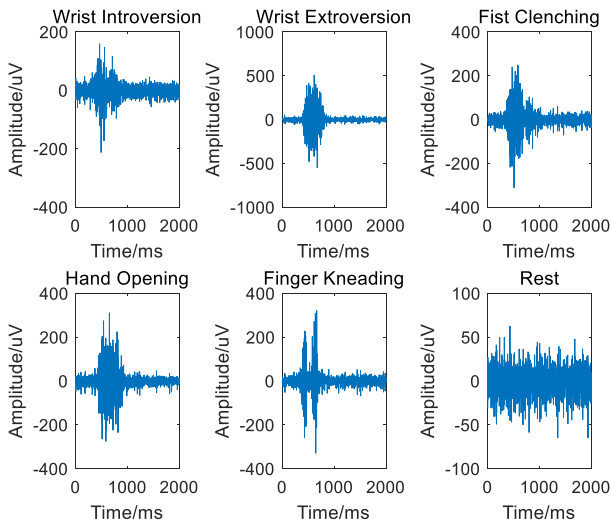 Wrist Introversion
Wrist Extroversion
Fist Clenching
200
0
-200
-400
Amplitude/uV
0 1000 2000
Time/ms
1000
500
0
-500
-1000
Amplitude/uV
0 1000 2000
Time/ms
400
200
0
-200
-400
Amplitude/uV
0 1000 2000
Time/ms
Hand Opening
Finger Kneading
Rest
400
200
0
-200
-400
Amplitude/uV
0 1000 2000
Time/ms
400
200
0
-200
-400
Amplitude/uV
0 1000 2000
Time/ms
100
50
0
-50
-100
Amplitude/uV
0 1000 2000
Time/ms